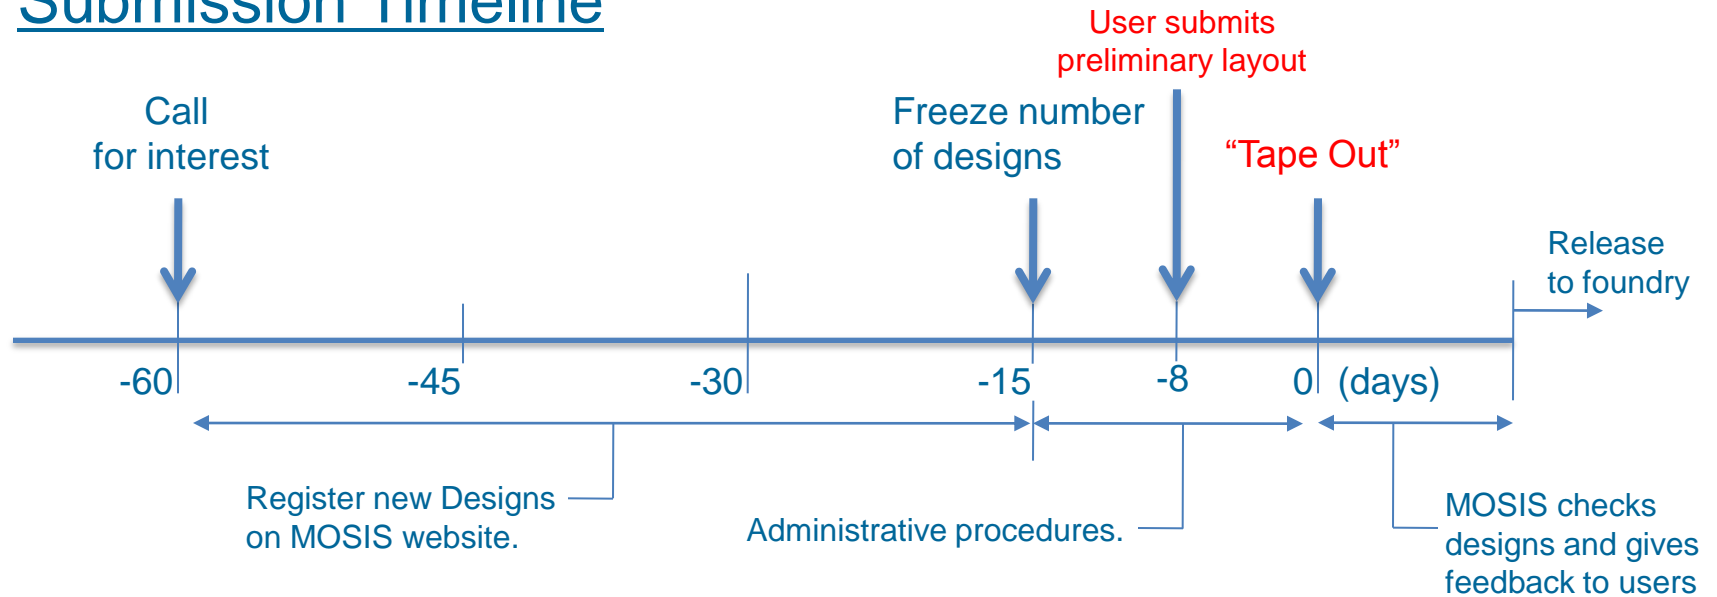 Submission Timeline
User submits
preliminary layout
Call
for interest
Freeze number
of designs
“Tape Out”
Release
to foundry
-60
-45
-30
-15
-8
0
(days)
Register new Designs
on MOSIS website.
Administrative procedures.
MOSIS checks
designs and gives
feedback to users